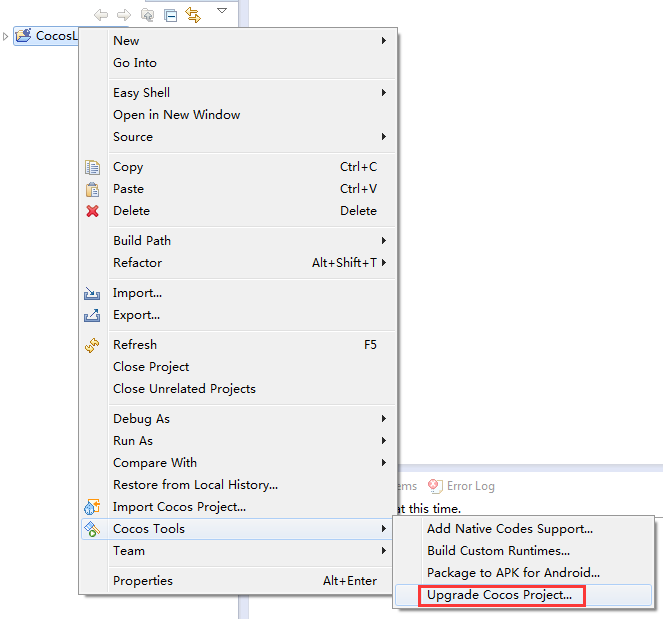 CocosL
New
Go Into
Easy Shell
Open in New Window
Source
Copy Ctrl+C
Paste Ctrl+V
Delete Delete
Build Path
Refactor Alt+Shift+T
Import...
Export...
Refresh F5
Close Project
Close Unrelated Projects
Debug As
Run As
Compare With
Restore from Local History...
Import Cocos Project...
Cocos Tools
Team
Properties Alt+Enter
ems Error Log
at this time.
Add Native Codes Support...
Build Custom Runtimes...
Package to APK for Android...
Upgrade Cocos Project...